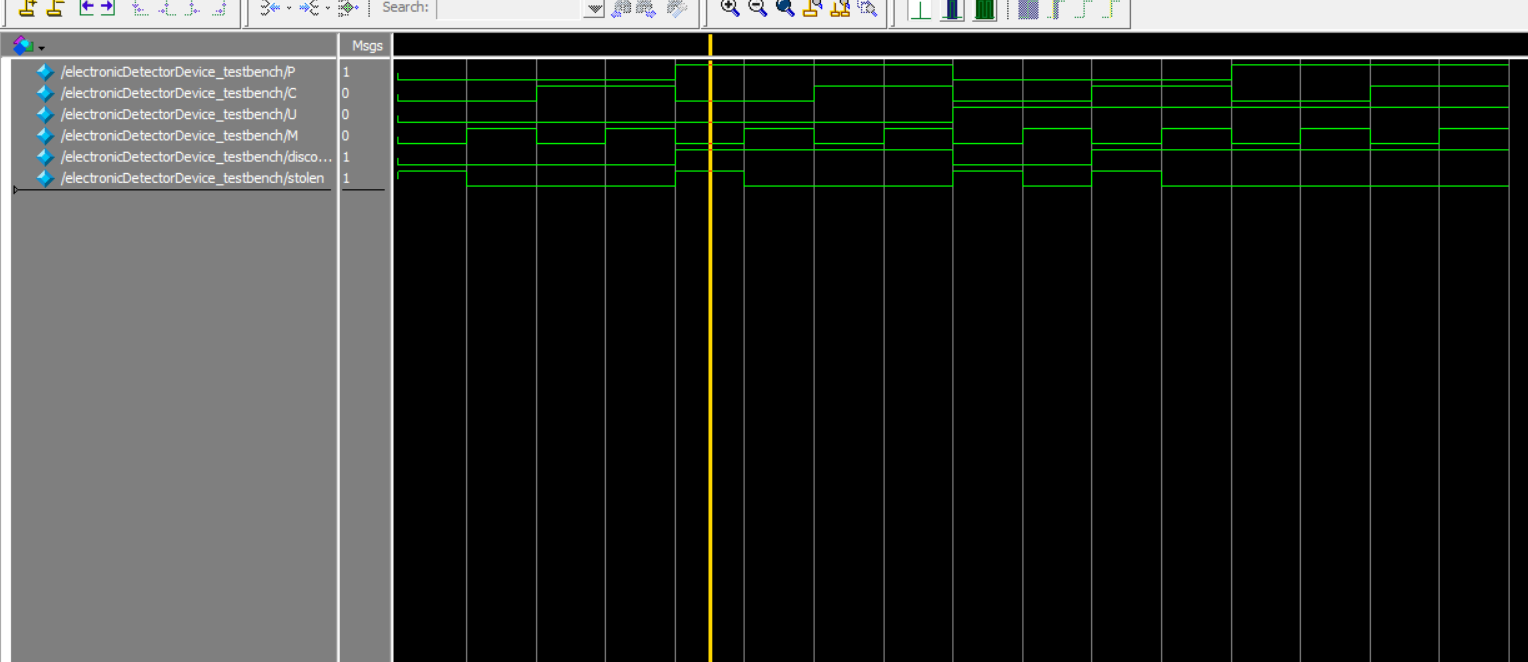 Search:
Msgs
/electronicDetectorDevice_testbench/P 1
/electronicDetectorDevice_testbench/C 0
/electronicDetectorDevice_testbench/U 0
/electronicDetectorDevice_testbench/M 0
/electronicDetectorDevice_testbench/disco... 1
/electronicDetectorDevice_testbench/stolen 1